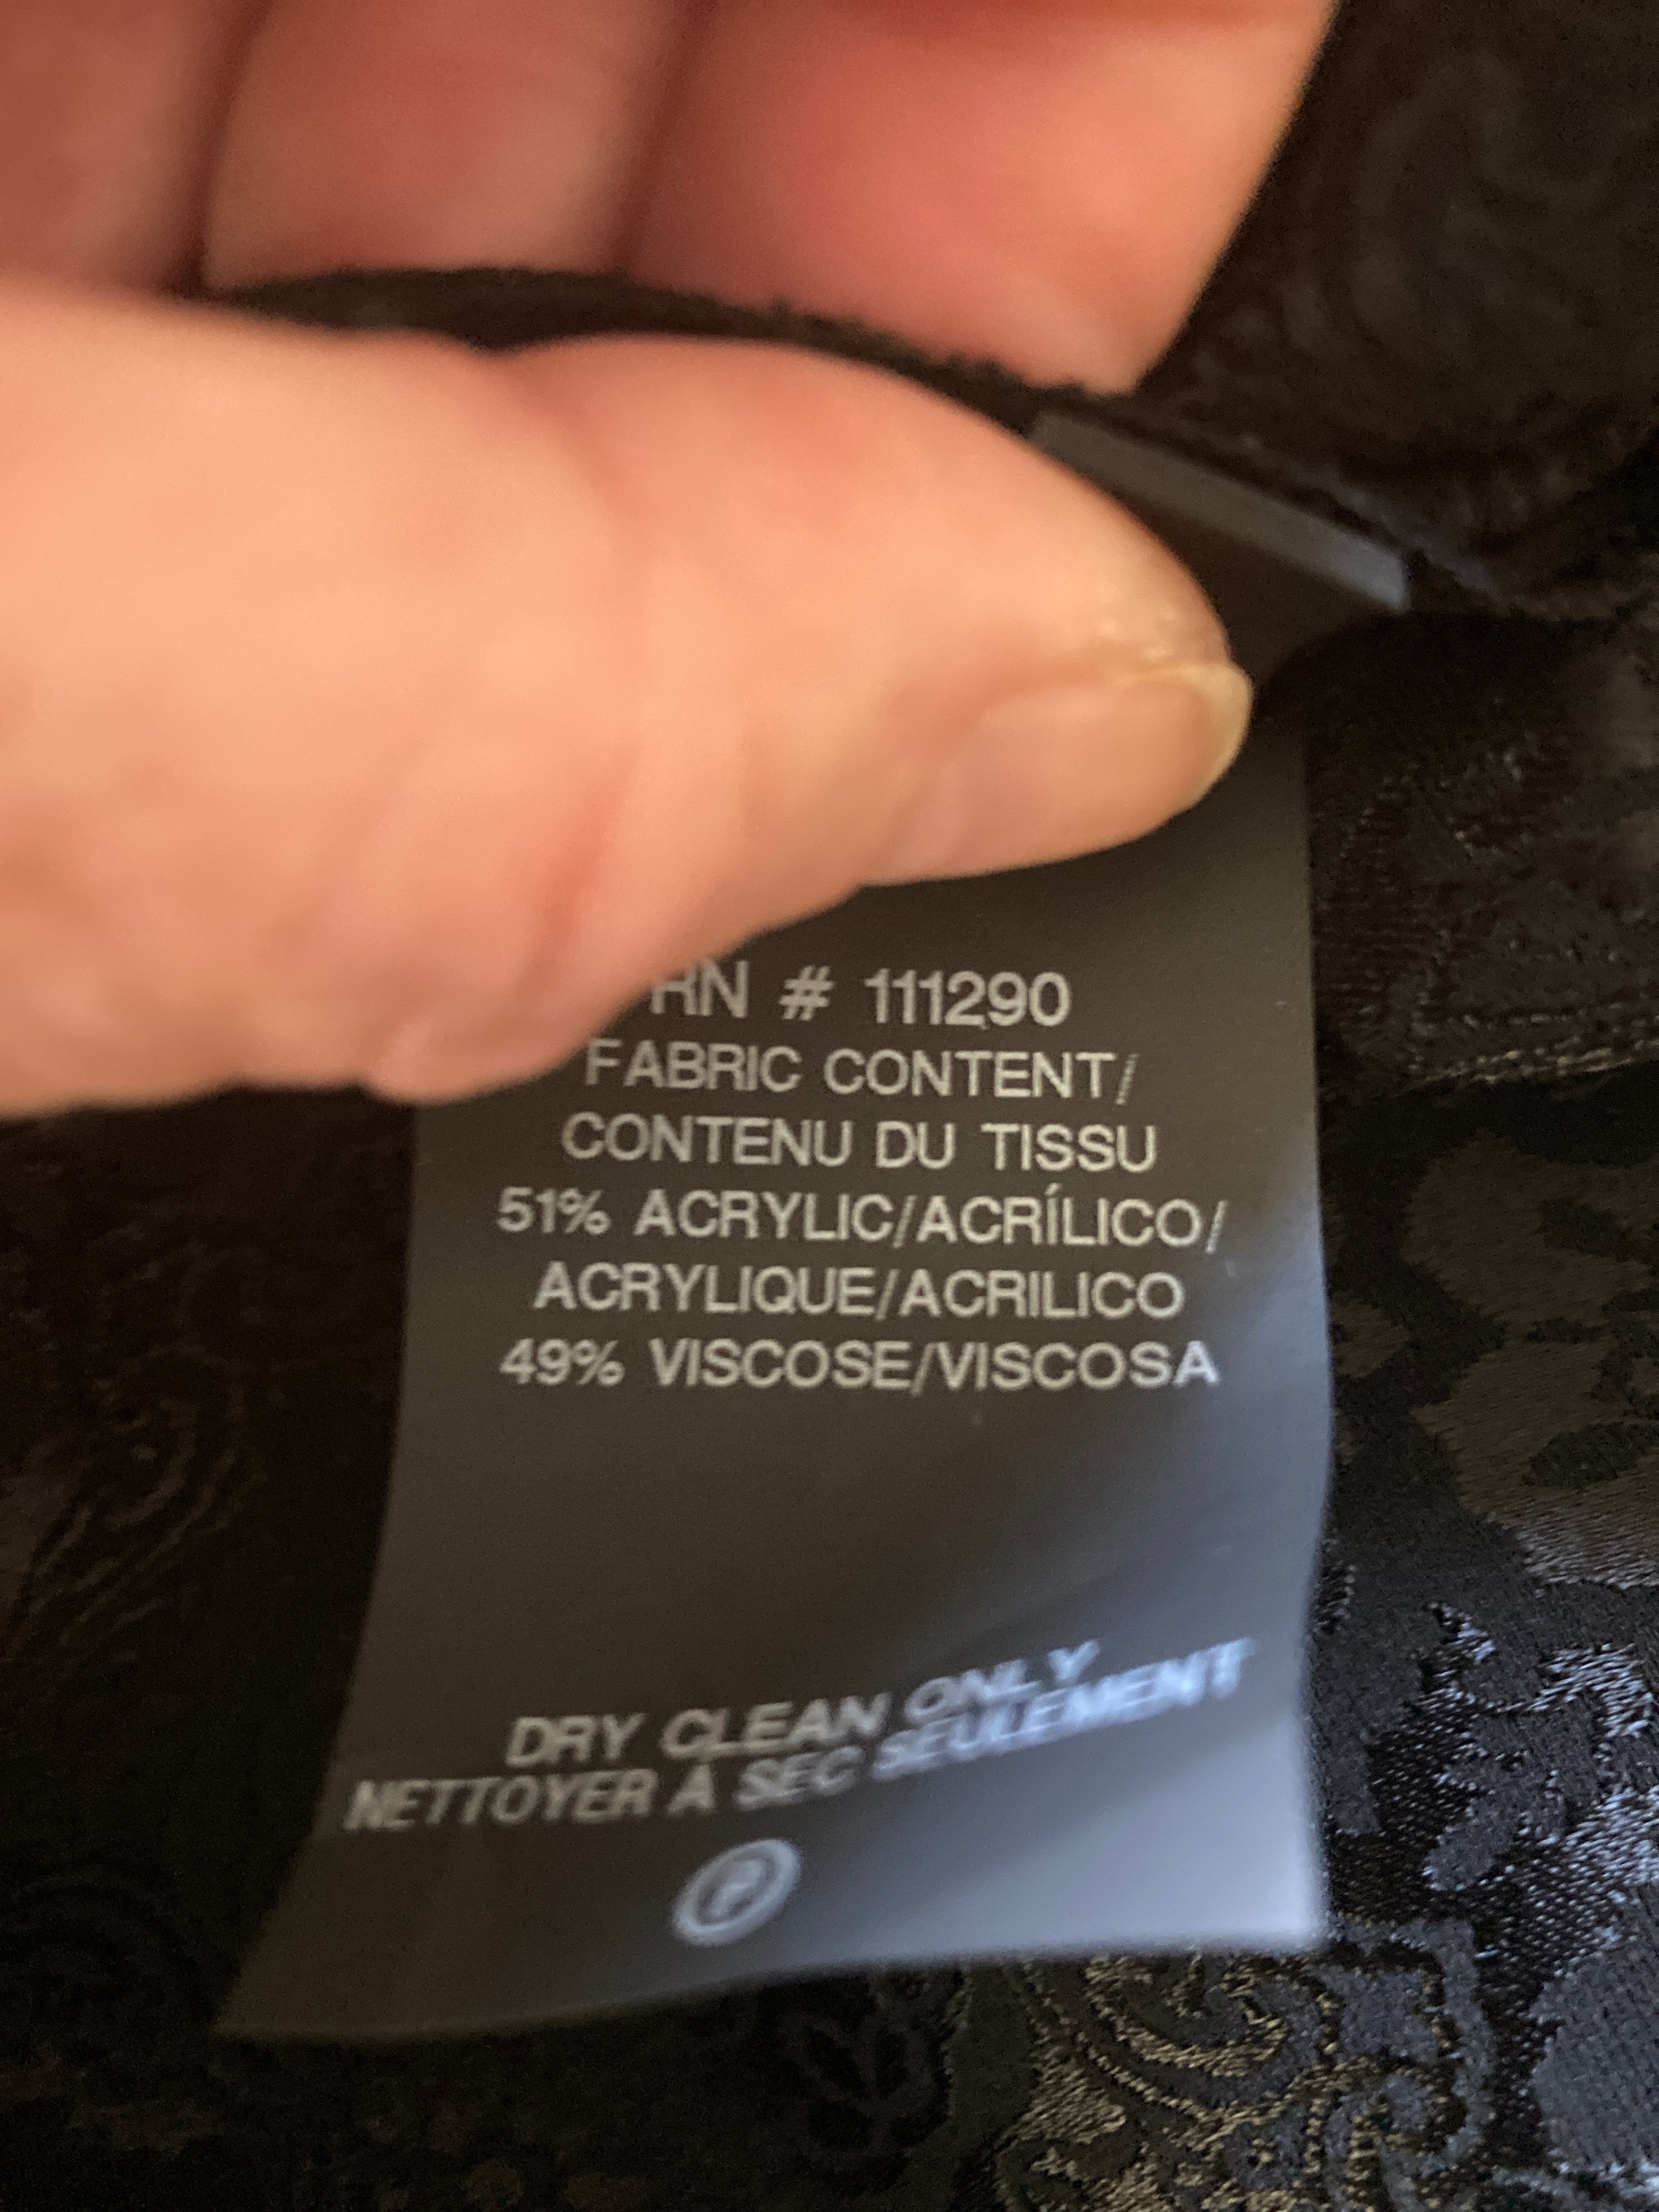 RN # 111290
FABRIC CONTENT/
CONTENU DU TISSU
51% ACRYLIC/ACRÍLICO/
ACRYLIQUE/ACRILICO
49% VISCOSE/VISCOSA
DRY CLEAN ONLY
NETTOYER À SEC SEULEMENT
P